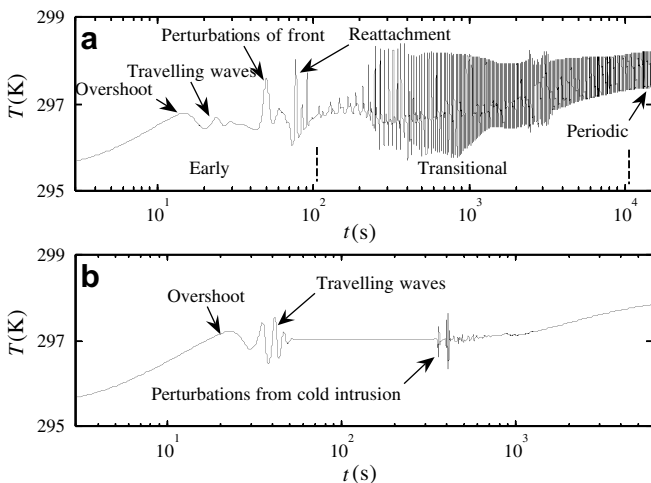 a
299
297
295
T(K)
Perturbations of front
Reattachment
Travelling waves
Overshoot
Periodic
Early
Transitional
10^1
10^2
10^3
10^4
t(s)
b
299
297
295
T(K)
Travelling waves
Overshoot
Perturbations from cold intrusion
10^1
10^2
10^3
t(s)